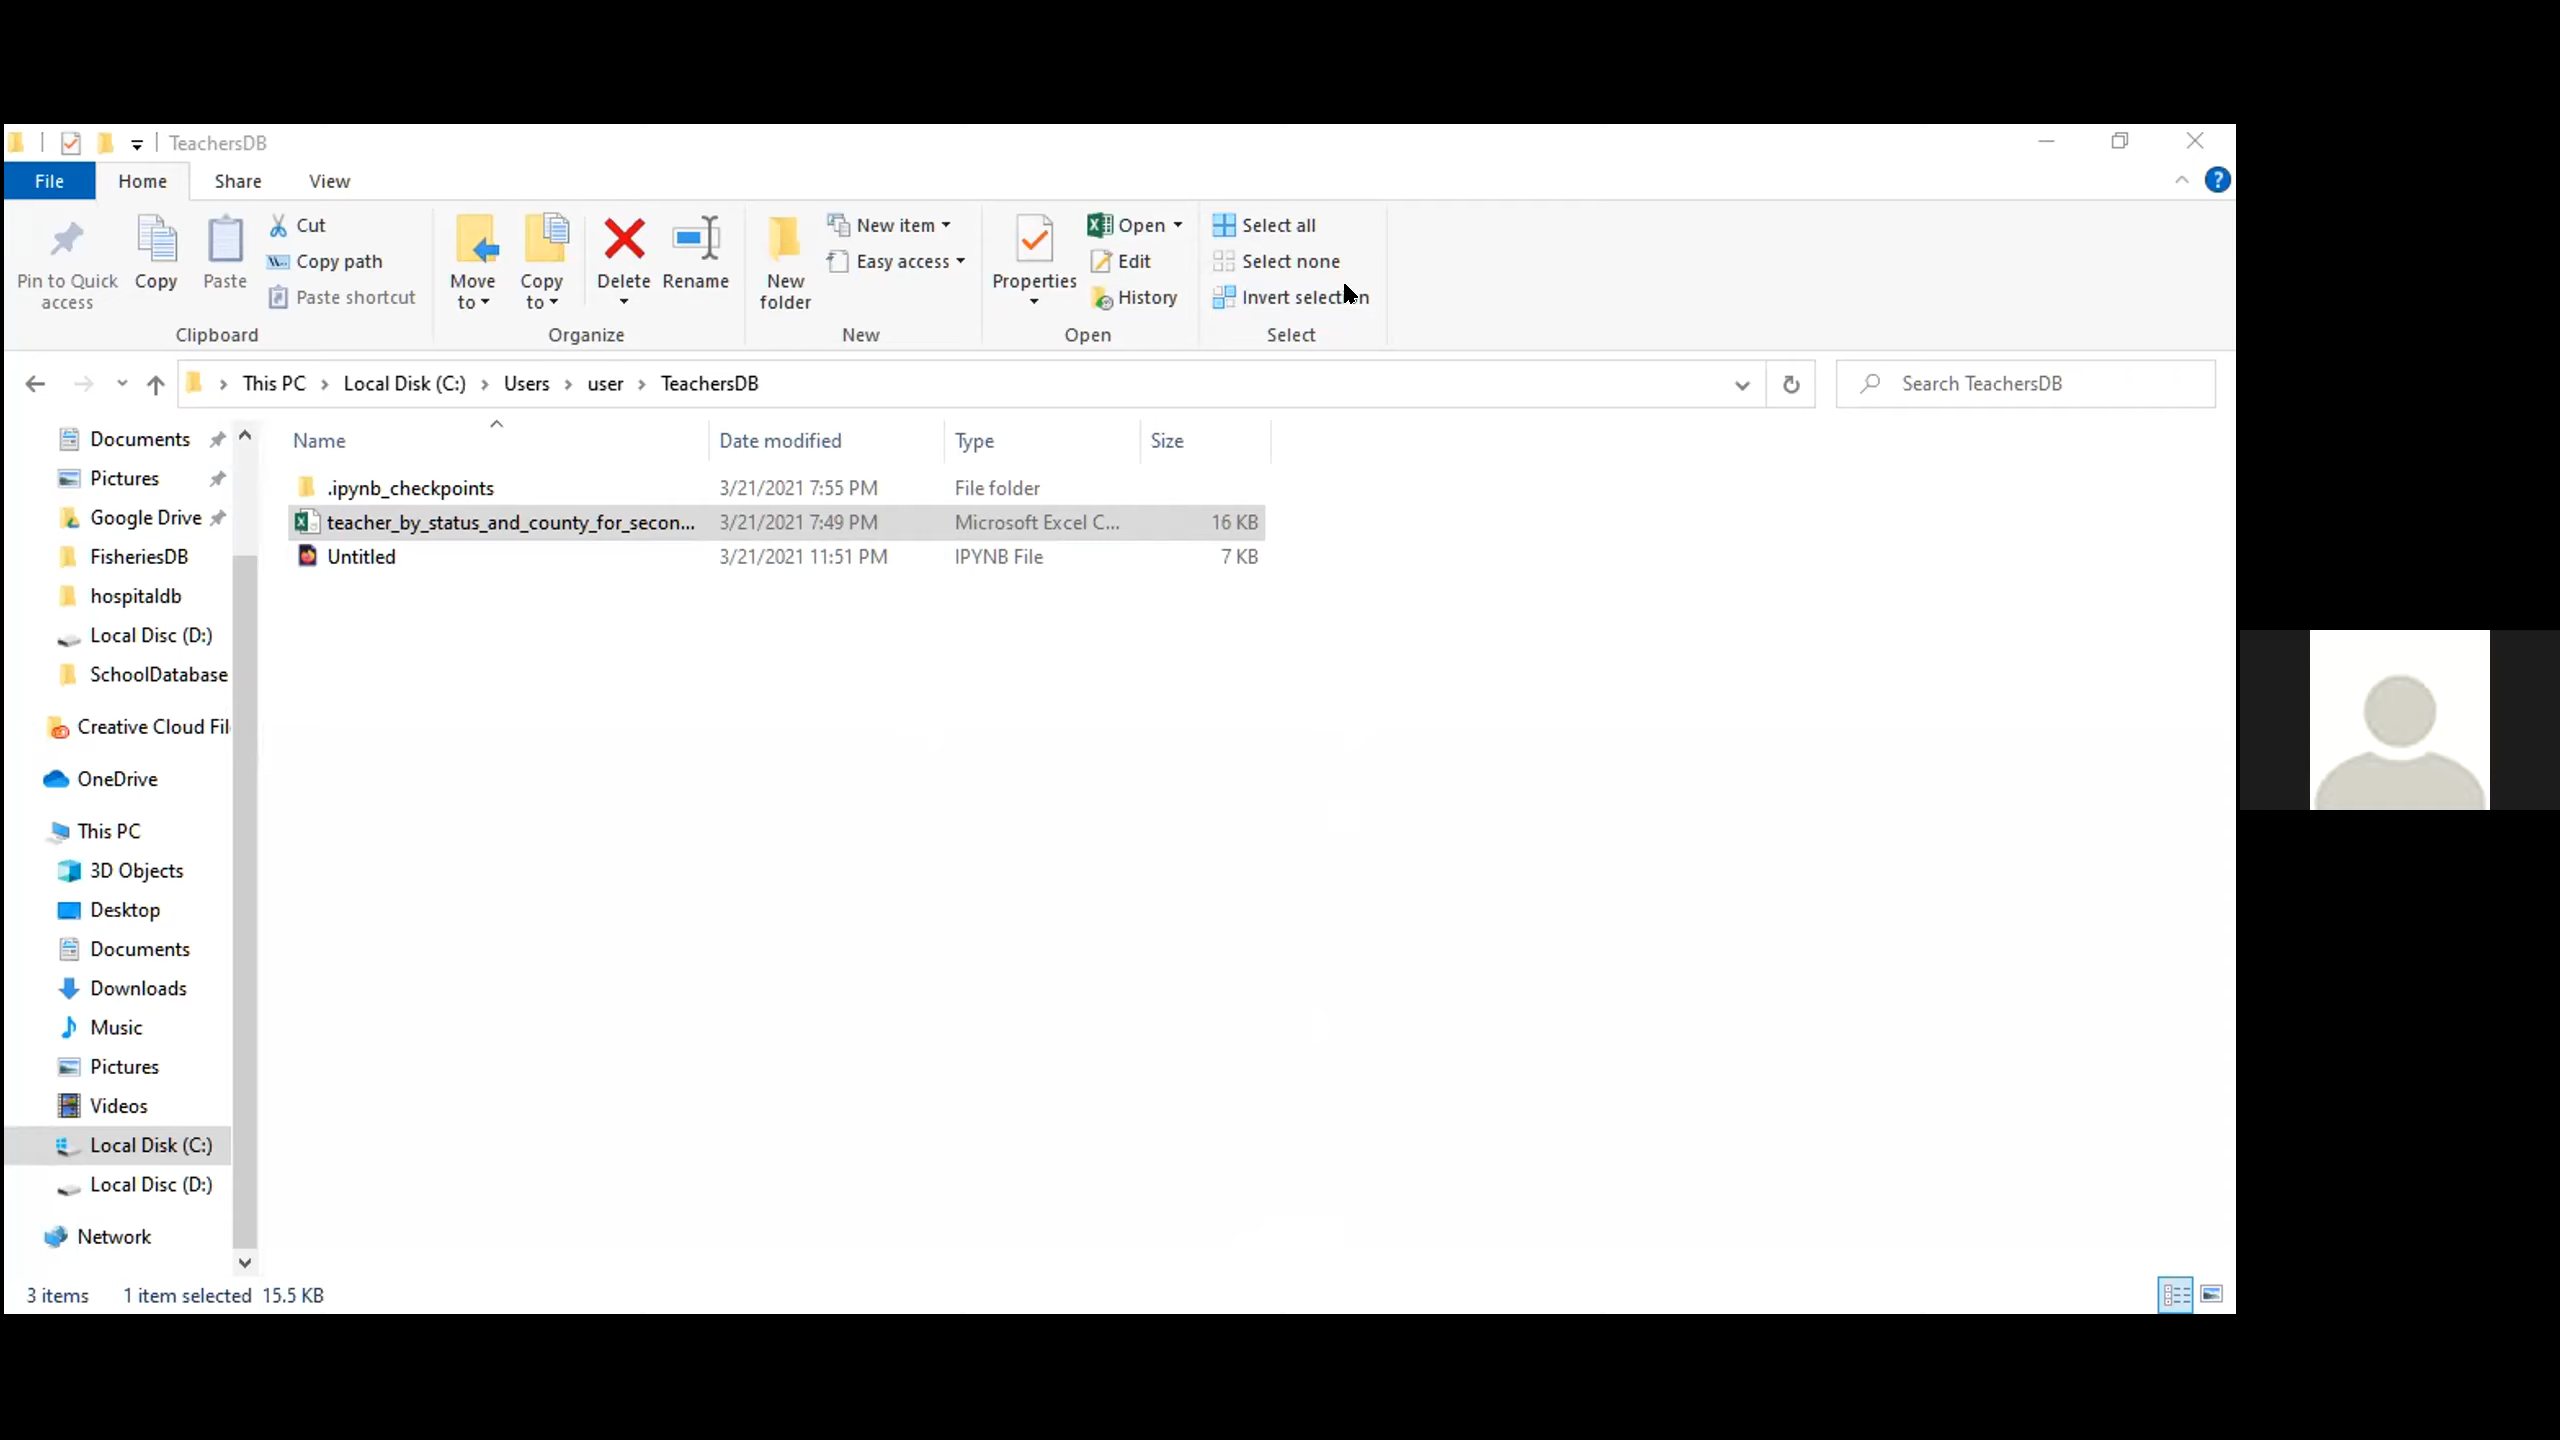 TeachersDB
File Home Share View
Pin to Quick access
Copy
Paste
Cut
Copy path
Paste shortcut
Clipboard
Move to
Copy to
Delete
Rename
Organize
New folder
New item
Easy access
New
Properties
Open
Edit
History
Open
Select all
Select none
Invert selection
Select
This PC > Local Disk (C:) > Users > user > TeachersDB
Search TeachersDB
Documents
Pictures
Google Drive
FisheriesDB
hospitaldb
Local Disc (D:)
SchoolDatabase
Creative Cloud Fil
OneDrive
This PC
3D Objects
Desktop
Documents
Downloads
Music
Pictures
Videos
Local Disk (C:)
Local Disc (D:)
Network
Name Date modified Type Size
.ipynb_checkpoints 3/21/2021 7:55 PM File folder
teacher_by_status_and_county_for_secon... 3/21/2021 7:49 PM Microsoft Excel C... 16 KB
Untitled 3/21/2021 11:51 PM IPYNB File 7 KB
3 items 1 item selected 15.5 KB